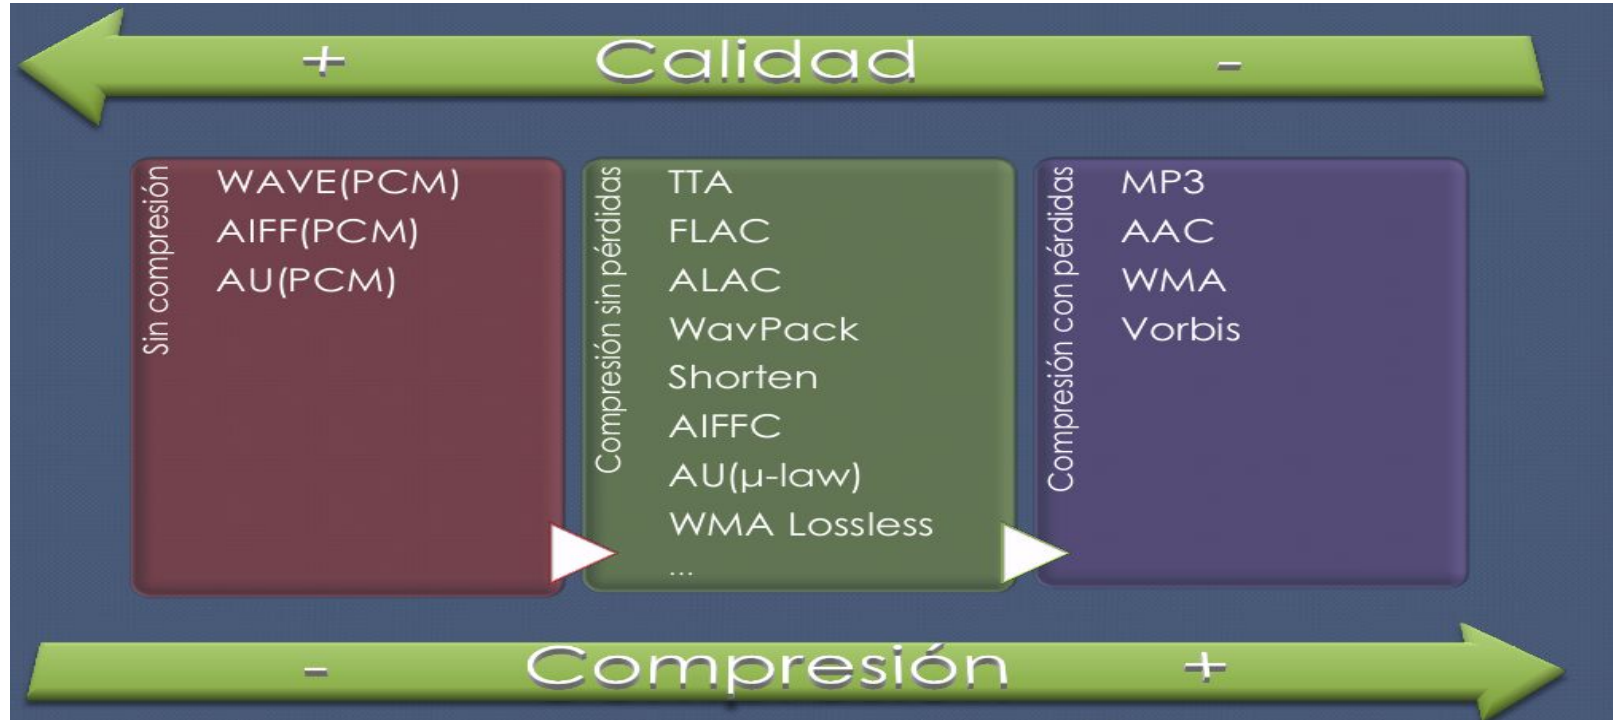 + Calidad -
Sin compresión
WAVE(PCM)
AIFF(PCM)
AU(PCM)
Compresión sin pérdidas
TTA
FLAC
ALAC
WavPack
Shorten
AIFFC
AU(µ-law)
WMA Lossless
...
Compresión con pérdidas
MP3
AAC
WMA
Vorbis
- Compresión +